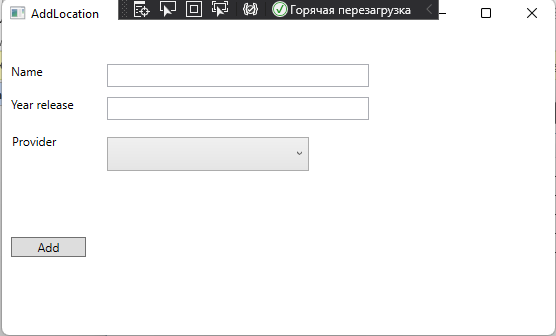 AddLocation
Горячая перезагрузка
Name
Year release
Provider
Add